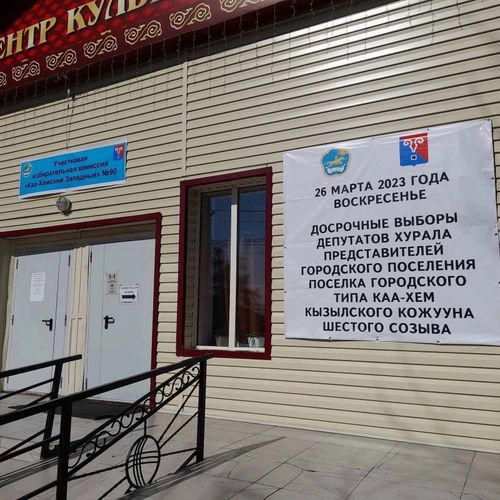 ЕНТР КУЛЬ
Участковая
избирательная комиссия
«Каа-Хемский Западный» №90
26 МАРТА 2023 ГОДА
ВОСКРЕСЕНЬЕ
ДОСРОЧНЫЕ ВЫБОРЫ
ДЕПУТАТОВ ХУРАЛА
ПРЕДСТАВИТЕЛЕЙ
ГОРОДСКОГО ПОСЕЛЕНИЯ
ПОСЕЛКА ГОРОДСКОГО
ТИПА КАА-ХЕМ
КЫЗЫЛСКОГО КОЖУУНА
ШЕСТОГО СОЗЫВА